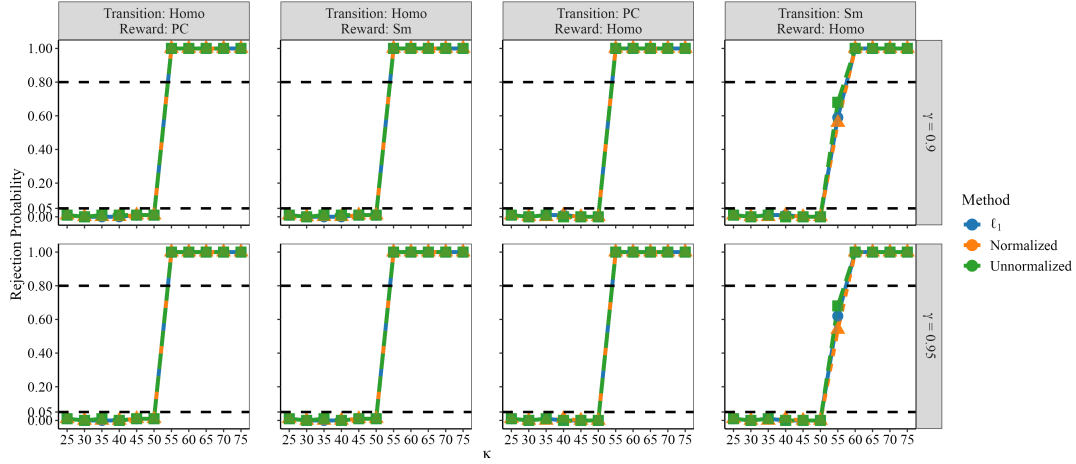 Transition: Homo
Reward: PC
Transition: Homo
Reward: Sm
Transition: PC
Reward: Homo
Transition: Sm
Reward: Homo
Rejection Probability
1.00
0.80
0.60
0.40
0.20
0.05
0.00
γ = 0.9
1.00
0.80
0.60
0.40
0.20
0.05
0.00
γ = 0.95
25 30 35 40 45 50 55 60 65 70 75
25 30 35 40 45 50 55 60 65 70 75
25 30 35 40 45 50 55 60 65 70 75
25 30 35 40 45 50 55 60 65 70 75
κ
Method
ℓ₁
Normalized
Unnormalized